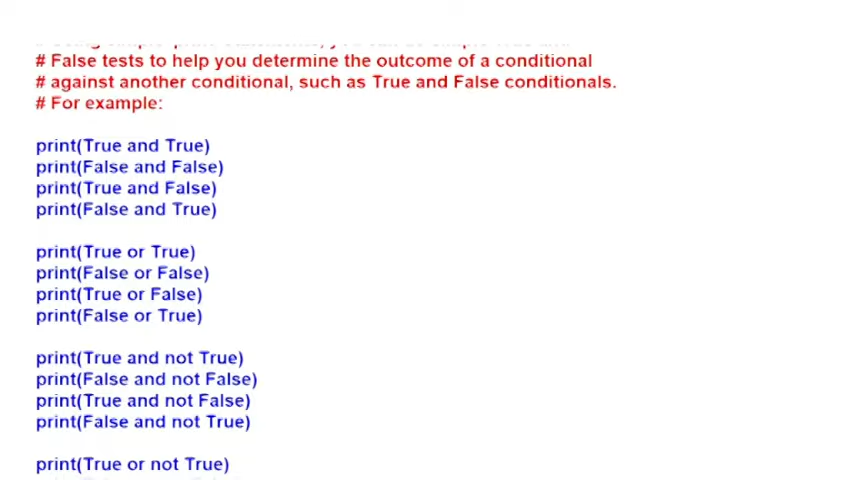 # False tests to help you determine the outcome of a conditional
# against another conditional, such as True and False conditionals.
# For example:
print(True and True)
print(False and False)
print(True and False)
print(False and True)
print(True or True)
print(False or False)
print(True or False)
print(False or True)
print(True and not True)
print(False and not False)
print(True and not False)
print(False and not True)
print(True or not True)